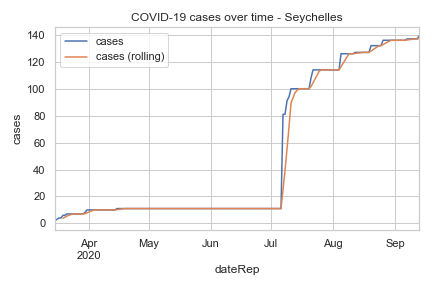 COVID-19 cases over time - Seychelles
cases
cases (rolling)
140
120
100
80
60
40
20
0
cases
Apr
2020
May
Jun
Jul
Aug
Sep
dateRep